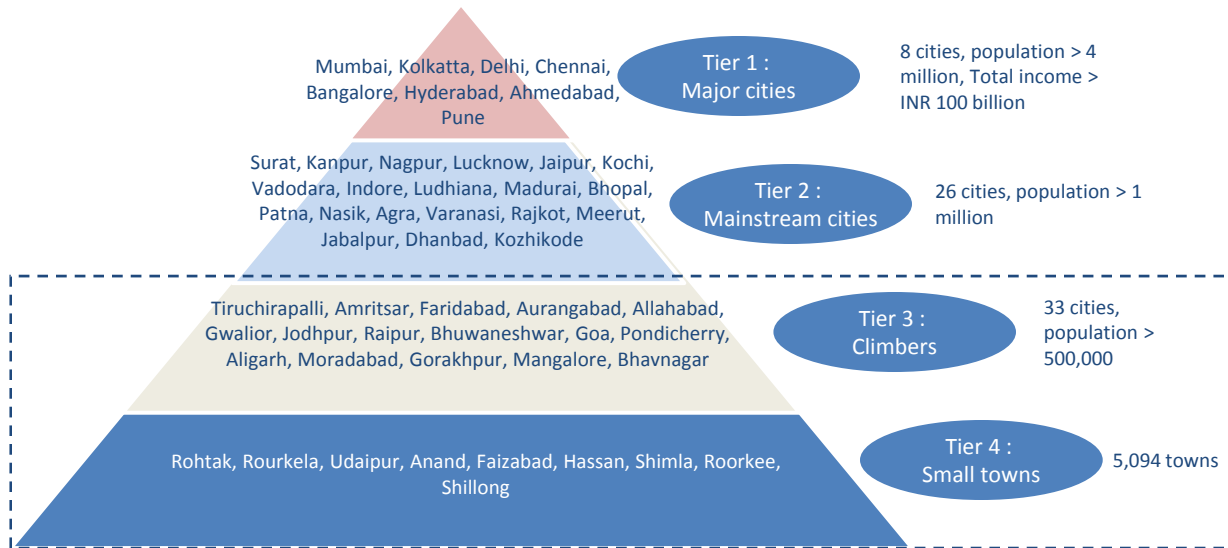 Mumbai, Kolkatta, Delhi, Chennai,
Bangalore, Hyderabad, Ahmedabad,
Pune
Tier 1 :
Major cities
8 cities, population > 4
million, Total income >
INR 100 billion
Surat, Kanpur, Nagpur, Lucknow, Jaipur, Kochi,
Vadodara, Indore, Ludhiana, Madurai, Bhopal,
Patna, Nasik, Agra, Varanasi, Rajkot, Meerut,
Jabalpur, Dhanbad, Kozhikode
Tier 2 :
Mainstream cities
26 cities, population > 1
million
Tiruchirapalli, Amritsar, Faridabad, Aurangabad, Allahabad,
Gwalior, Jodhpur, Raipur, Bhuwaneshwar, Goa, Pondicherry,
Aligarh, Moradabad, Gorakhpur, Mangalore, Bhavnagar
Tier 3 :
Climbers
33 cities,
population >
500,000
Rohtak, Rourkela, Udaipur, Anand, Faizabad, Hassan, Shimla, Roorkee,
Shillong
Tier 4 :
Small towns
5,094 towns